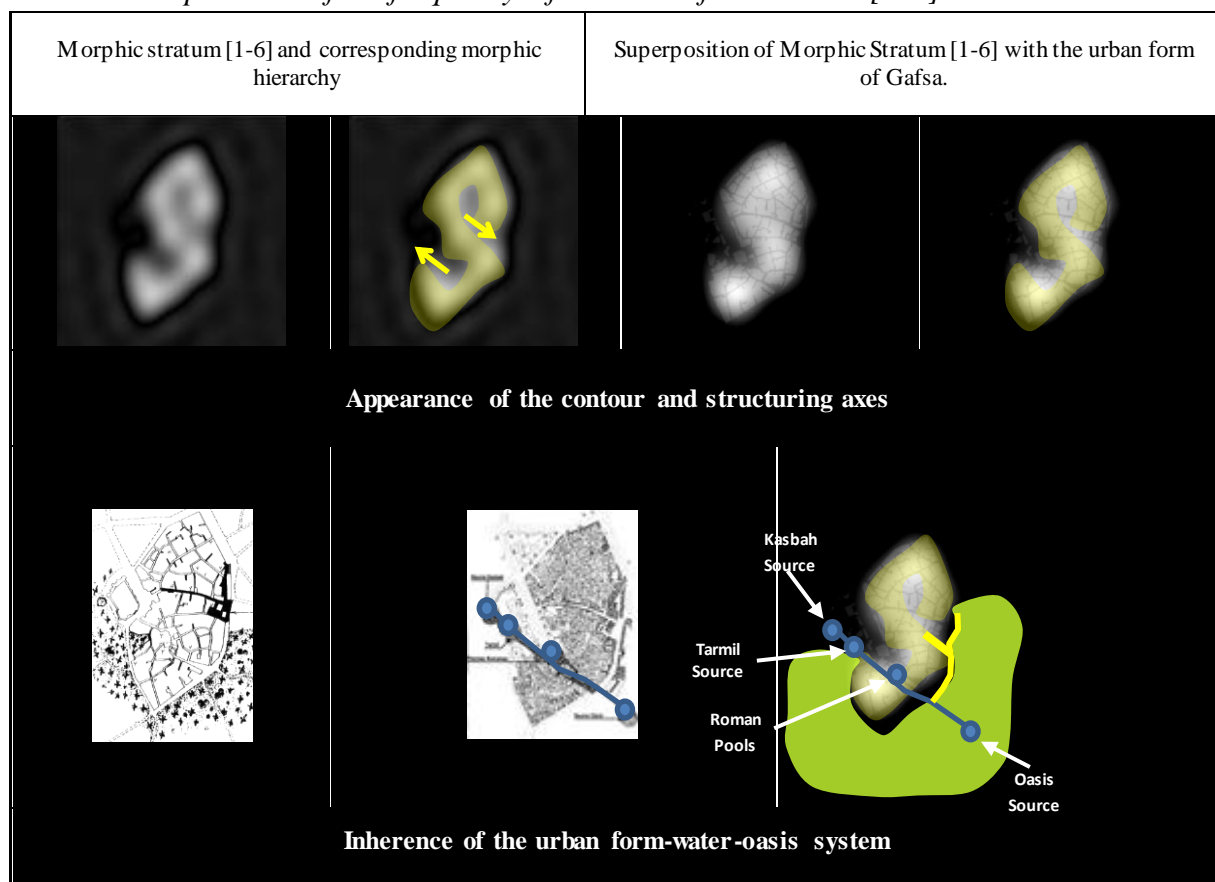 Morphic stratum [1-6] and corresponding morphic
hierarchy
Superposition of Morphic Stratum [1-6] with the urban form
of Gafsa.
Appearance of the contour and structuring axes
Kasbah
Source
Tarmil
Source
Roman
Pools
Oasis
Source
Inherence of the urban form-water-oasis system